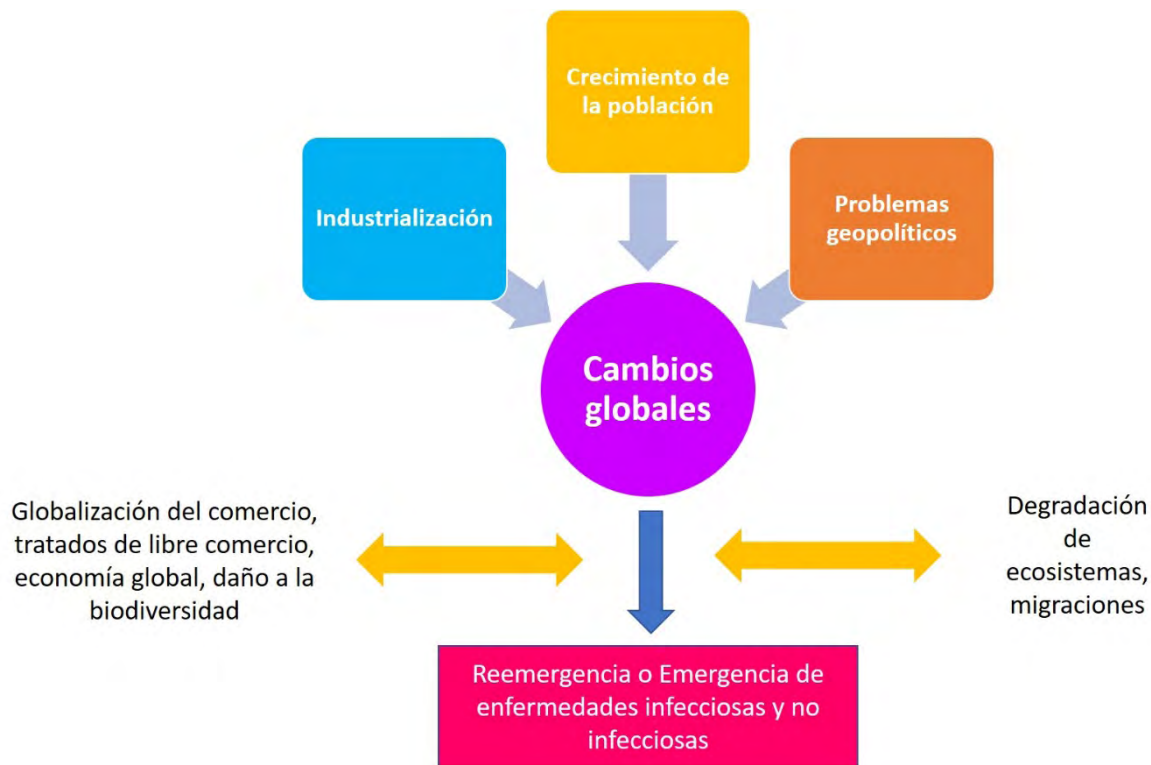 Crecimiento de
la población
Industrialización
Problemas
geopolíticos
Cambios
globales
Globalización del comercio,
tratados de libre comercio,
economía global, daño a la
biodiversidad
Degradación
de
ecosistemas,
migraciones
Reemergencia o Emergencia de
enfermedades infecciosas y no
infecciosas